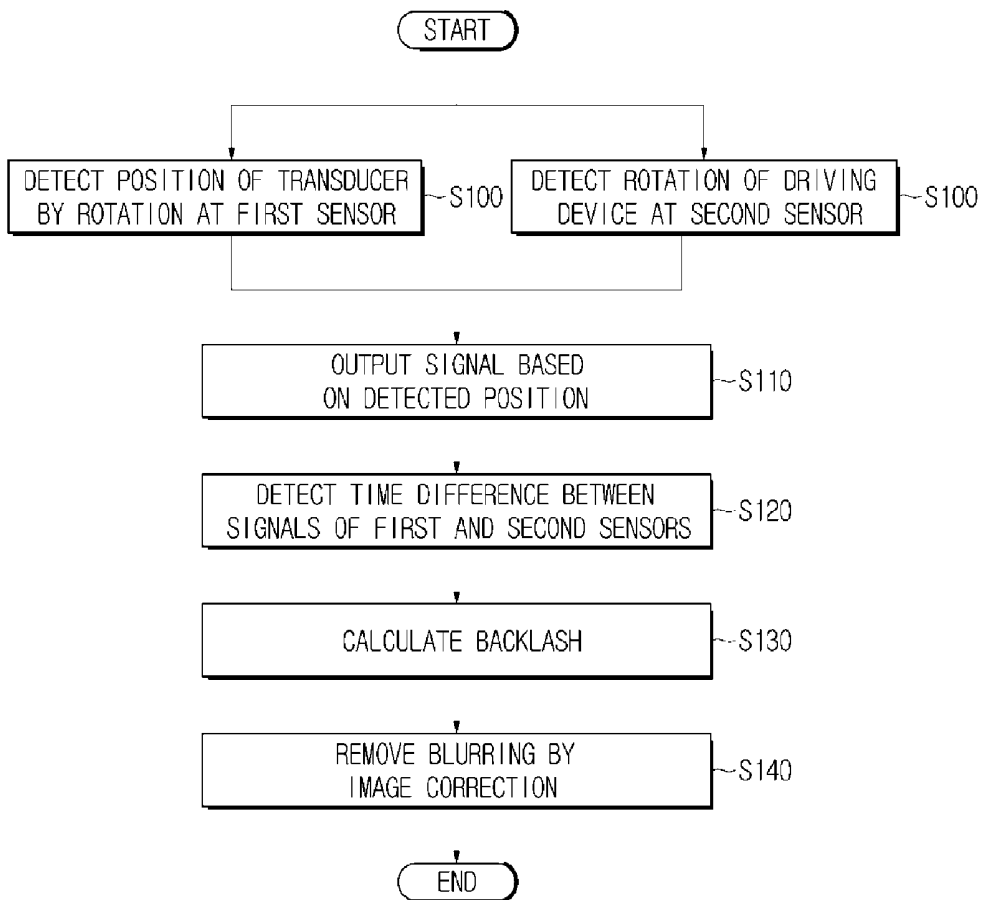 START
DETECT POSITION OF TRANSDUCER
BY ROTATION AT FIRST SENSOR
S100
DETECT ROTATION OF DRIVING
DEVICE AT SECOND SENSOR
S100
OUTPUT SIGNAL BASED
ON DETECTED POSITION
S110
DETECT TIME DIFFERENCE BETWEEN
SIGNALS OF FIRST AND SECOND SENSORS
S120
CALCULATE BACKLASH
S130
REMOVE BLURRING BY
IMAGE CORRECTION
S140
END